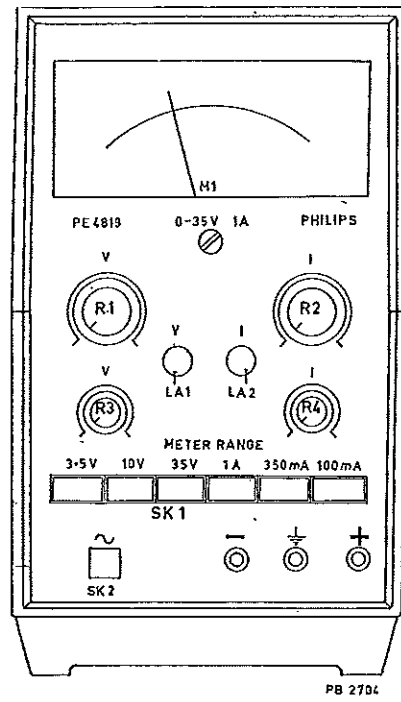 M1
PE 4819 0-35V 1A PHILIPS
V I
R1 R2
V I
LA1 LA2
V I
R3 R4
METER RANGE
3·5V 10V 35V 1A 350mA 100mA
SK1
~ − ⏚ +
SK2
PB 2704